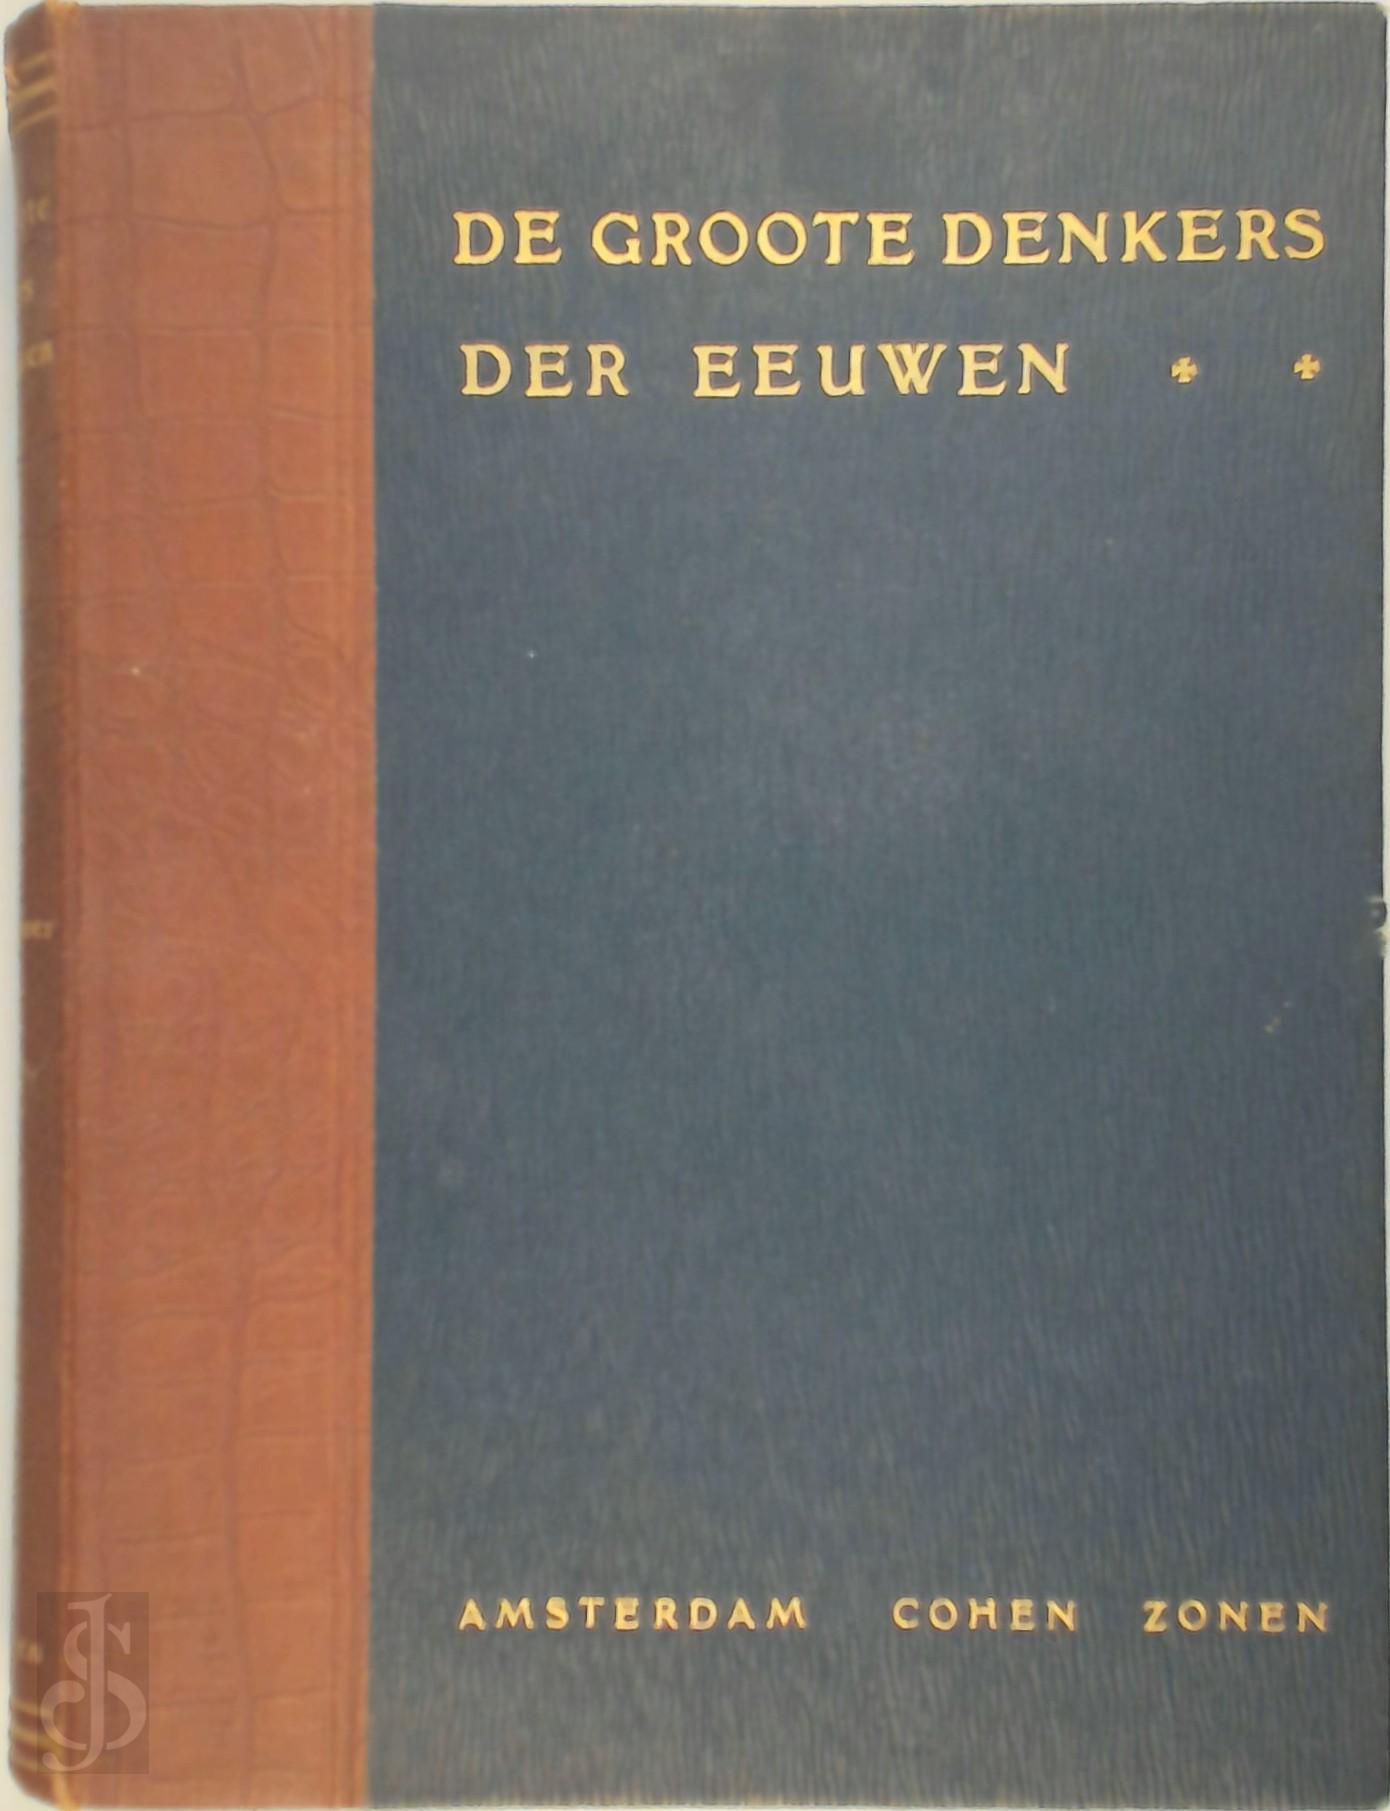 DE GROOTE DENKERS
DER EEUWEN
AMSTERDAM COHEN ZONEN